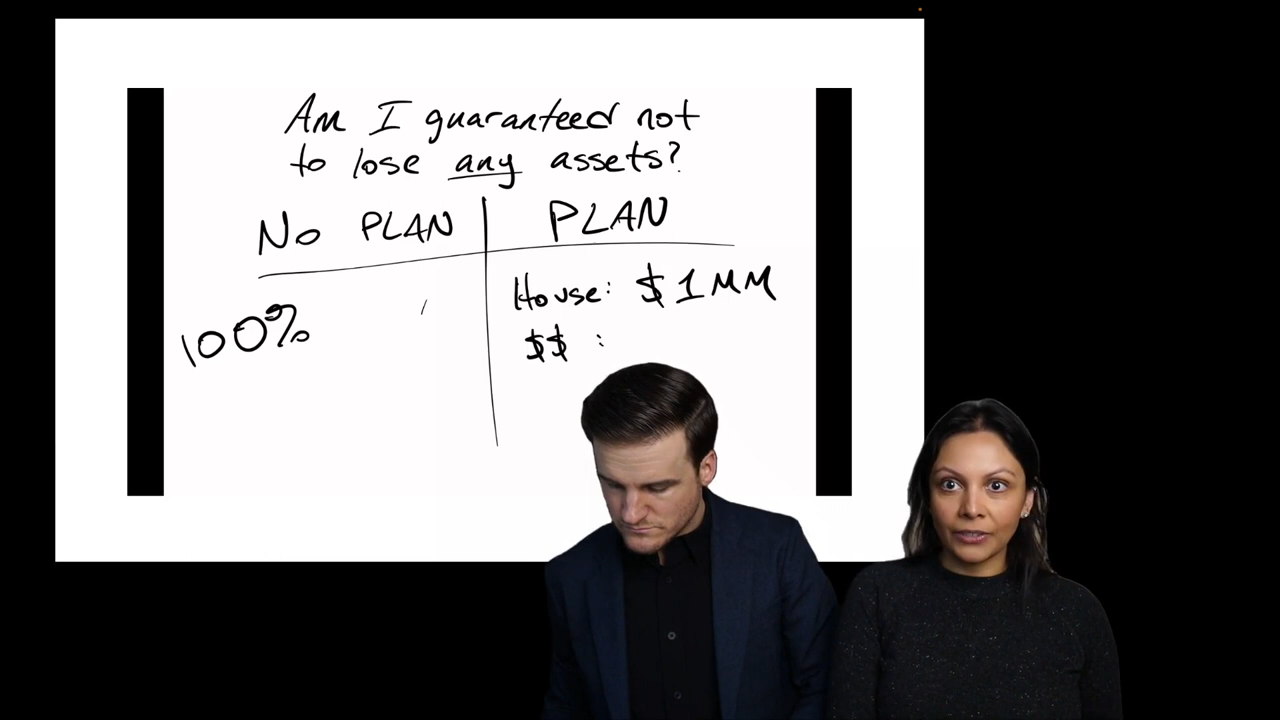 Am I guaranteed not
to lose any assets?
No PLAN PLAN
House: $1MM
100%
$$ :